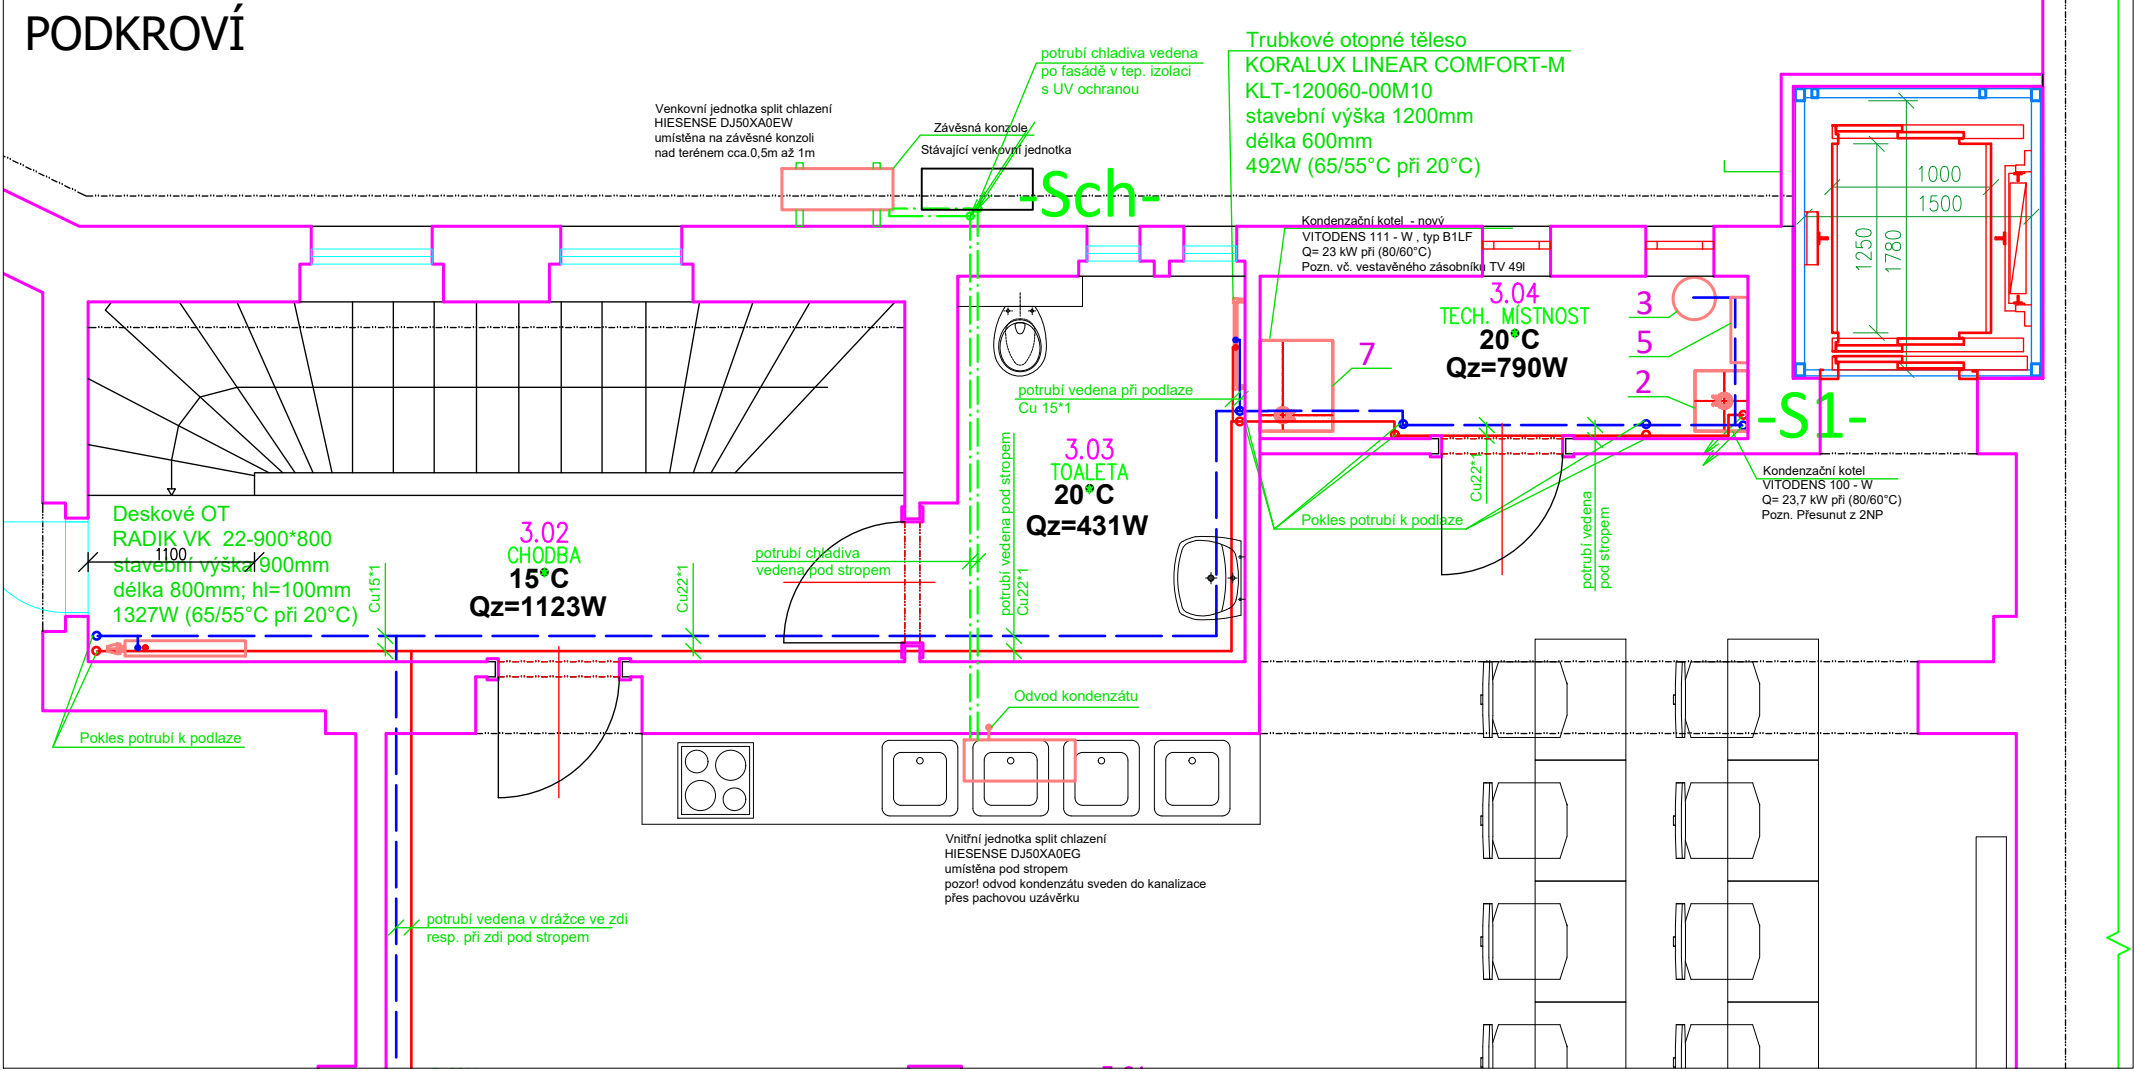 PODKROVÍ
potrubí chladiva vedena
po fasádě v tep. izolaci
s UV ochranou
Trubkové otopné těleso
KORALUX LINEAR COMFORT-M
KLT-120060-00M10
stavební výška 1200mm
délka 600mm
492W (65/55°C při 20°C)
Venkovní jednotka split chlazení
HIESENSE DJ50XA0EW
umístěna na závěsné konzoli
nad terénem cca.0,5m až 1m
Závěsná konzole
Stávající venkovní jednotka
-Sch-
Kondenzační kotel - nový
VITODENS 111 - W , typ B1LF
Q= 23 kW při (80/60°C)
Pozn. vč. vestavěného zásobníku TV 49l
1000
1500
1250
1780
3.04
TECH. MÍSTNOST
20°C
Qz=790W
3
5
2
7
-S1-
potrubí vedena při podlaze
Cu 15*1
3.03
TOALETA
20°C
Qz=431W
potrubí vedena pod stropem
Cu22*1
Cu22*1
Pokles potrubí k podlaze
potrubí vedena
pod stropem
Kondenzační kotel
VITODENS 100 - W
Q= 23,7 kW při (80/60°C)
Pozn. Přesunut z 2NP
Deskové OT
RADIK VK 22-900*800
stavební výška 900mm
délka 800mm; hl=100mm
1327W (65/55°C při 20°C)
1100
Cu15*1
3.02
CHODBA
15°C
Qz=1123W
Cu22*1
potrubí chladiva
vedena pod stropem
Pokles potrubí k podlaze
Odvod kondenzátu
Vnitřní jednotka split chlazení
HIESENSE DJ50XA0EG
umístěna pod stropem
pozor! odvod kondenzátu sveden do kanalizace
přes pachovou uzávěrku
potrubí vedena v drážce ve zdi
resp. při zdi pod stropem